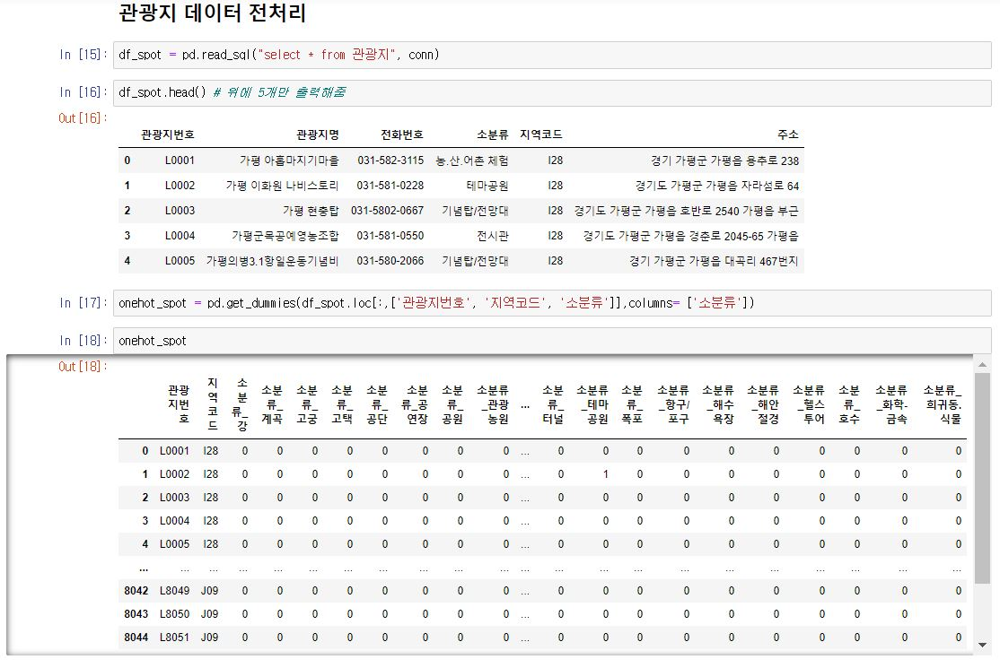 관광지 데이터 전처리
In [15]: df_spot = pd.read_sql("select * from 관광지", conn)
In [16]: df_spot.head() # 위에 5개만 출력해줌
Out[16]:
관광지번호 관광지명 전화번호 소분류 지역코드 주소
0 L0001 가평 아홉마지기마을 031-582-3115 농.산.어촌 체험 I28 경기 가평군 가평읍 용추로 238
1 L0002 가평 이화원 나비스토리 031-581-0228 테마공원 I28 경기도 가평군 가평읍 자라섬로 64
2 L0003 가평 현충탑 031-5802-0667 기념탑/전망대 I28 경기도 가평군 가평읍 호반로 2540 가평읍 부근
3 L0004 가평군목공예영농조합 031-581-0550 전시관 I28 경기도 가평군 가평읍 경춘로 2045-65 가평읍
4 L0005 가평의병3.1항일운동기념비 031-580-2066 기념탑/전망대 I28 경기 가평군 가평읍 대곡리 467번지
In [17]: onehot_spot = pd.get_dummies(df_spot.loc[:,['관광지번호', '지역코드', '소분류']],columns= ['소분류'])
In [18]: onehot_spot
Out[18]:
관광지번호 지역코드 소분류_강 소분류_계곡 소분류_고궁 소분류_고택 소분류_공단 소분류_공연장 소분류_공원 소분류_관광농원 ... 소분류_터널 소분류_테마공원 소분류_폭포 소분류_항구/포구 소분류_해수욕장 소분류_해안절경 소분류_헬스투어 소분류_호수 소분류_화학-금속 소분류_희귀동.식물
0 L0001 I28 0 0 0 0 0 0 0 0 ... 0 0 0 0 0 0 0 0 0 0
1 L0002 I28 0 0 0 0 0 0 0 0 ... 0 1 0 0 0 0 0 0 0 0
2 L0003 I28 0 0 0 0 0 0 0 0 ... 0 0 0 0 0 0 0 0 0 0
3 L0004 I28 0 0 0 0 0 0 0 0 ... 0 0 0 0 0 0 0 0 0 0
4 L0005 I28 0 0 0 0 0 0 0 0 ... 0 0 0 0 0 0 0 0 0 0
... ... ... ... ... ... ... ... ... ... ... ... ... ... ... ... ... ... ... ... ... ...
8042 L8049 J09 0 0 0 0 0 0 0 0 ... 0 0 0 0 0 0 0 0 0 0
8043 L8050 J09 0 0 0 0 0 0 0 0 ... 0 0 0 0 0 0 0 0 0 0
8044 L8051 J09 0 0 0 0 0 0 0 0 ... 0 0 0 0 0 0 0 0 0 0